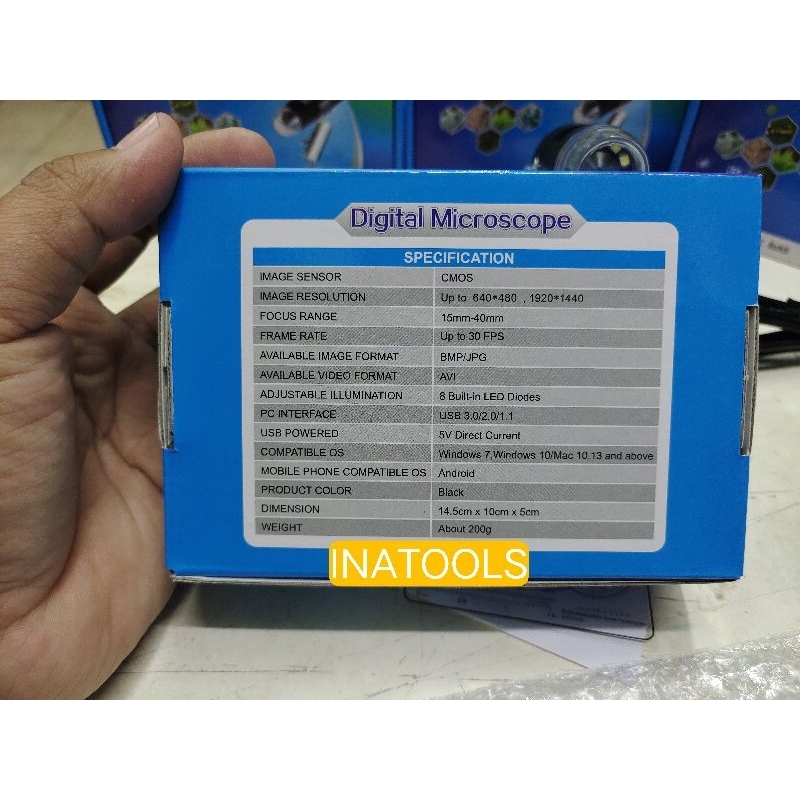 Digital Microscope
SPECIFICATION
IMAGE SENSOR CMOS
IMAGE RESOLUTION Up to 640*480 , 1920*1440
FOCUS RANGE 15mm-40mm
FRAME RATE Up to 30 FPS
AVAILABLE IMAGE FORMAT BMP/JPG
AVAILABLE VIDEO FORMAT AVI
ADJUSTABLE ILLUMINATION 8 Built-in LED Diodes
PC INTERFACE USB 3.0/2.0/1.1
USB POWERED 5V Direct Current
COMPATIBLE OS Windows 7,Windows 10/Mac 10.13 and above
MOBILE PHONE COMPATIBLE OS Android
PRODUCT COLOR Black
DIMENSION 14.5cm x 10cm x 5cm
WEIGHT About 200g
INATOOLS